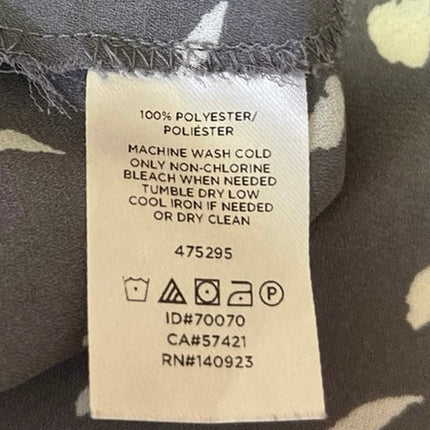 100% POLYESTER/
POLIÉSTER
MACHINE WASH COLD
ONLY NON-CHLORINE
BLEACH WHEN NEEDED
TUMBLE DRY LOW
COOL IRON IF NEEDED
OR DRY CLEAN
475295
P
ID#70070
CA#57421
RN#140923